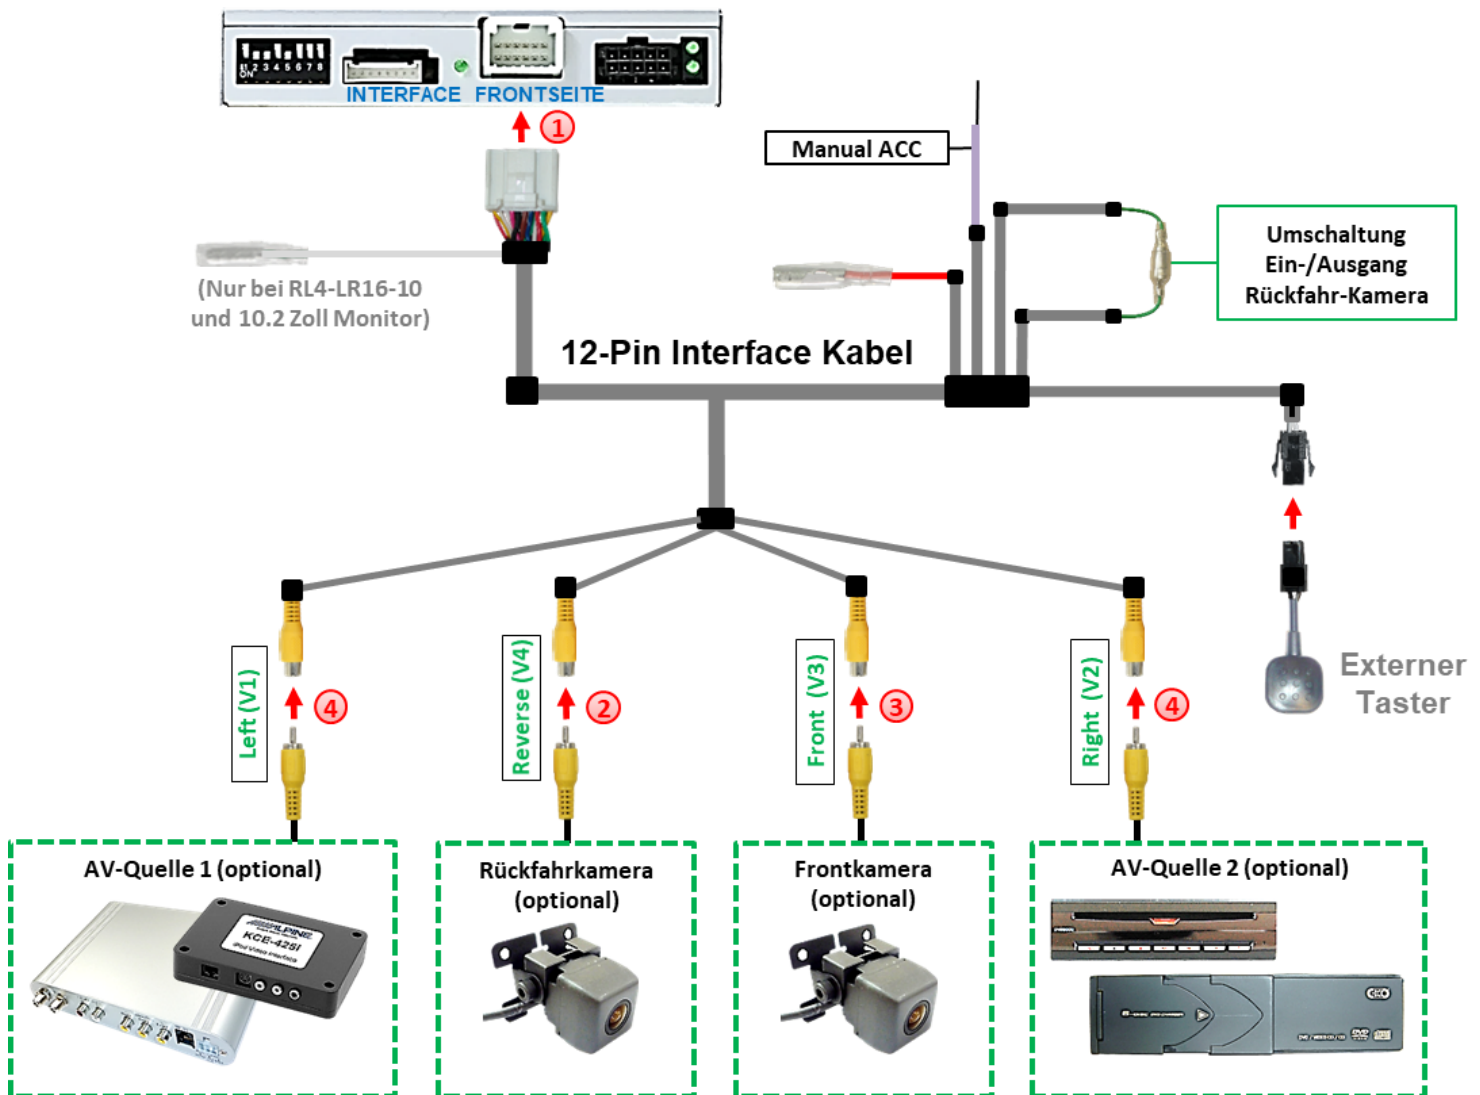 1 2 3 4 5 6 7 8
ON
INTERFACE FRONTSEITE
1
Manual ACC
Umschaltung
Ein-/Ausgang
Rückfahr-Kamera
(Nur bei RL4-LR16-10
und 10.2 Zoll Monitor)
12-Pin Interface Kabel
Left (V1)
4
Reverse (V4)
2
Front (V3)
3
Right (V2)
4
Externer
Taster
AV-Quelle 1 (optional)
ALPINE
KCE-425i
iPod Video Interface
Rückfahrkamera
(optional)
Frontkamera
(optional)
AV-Quelle 2 (optional)